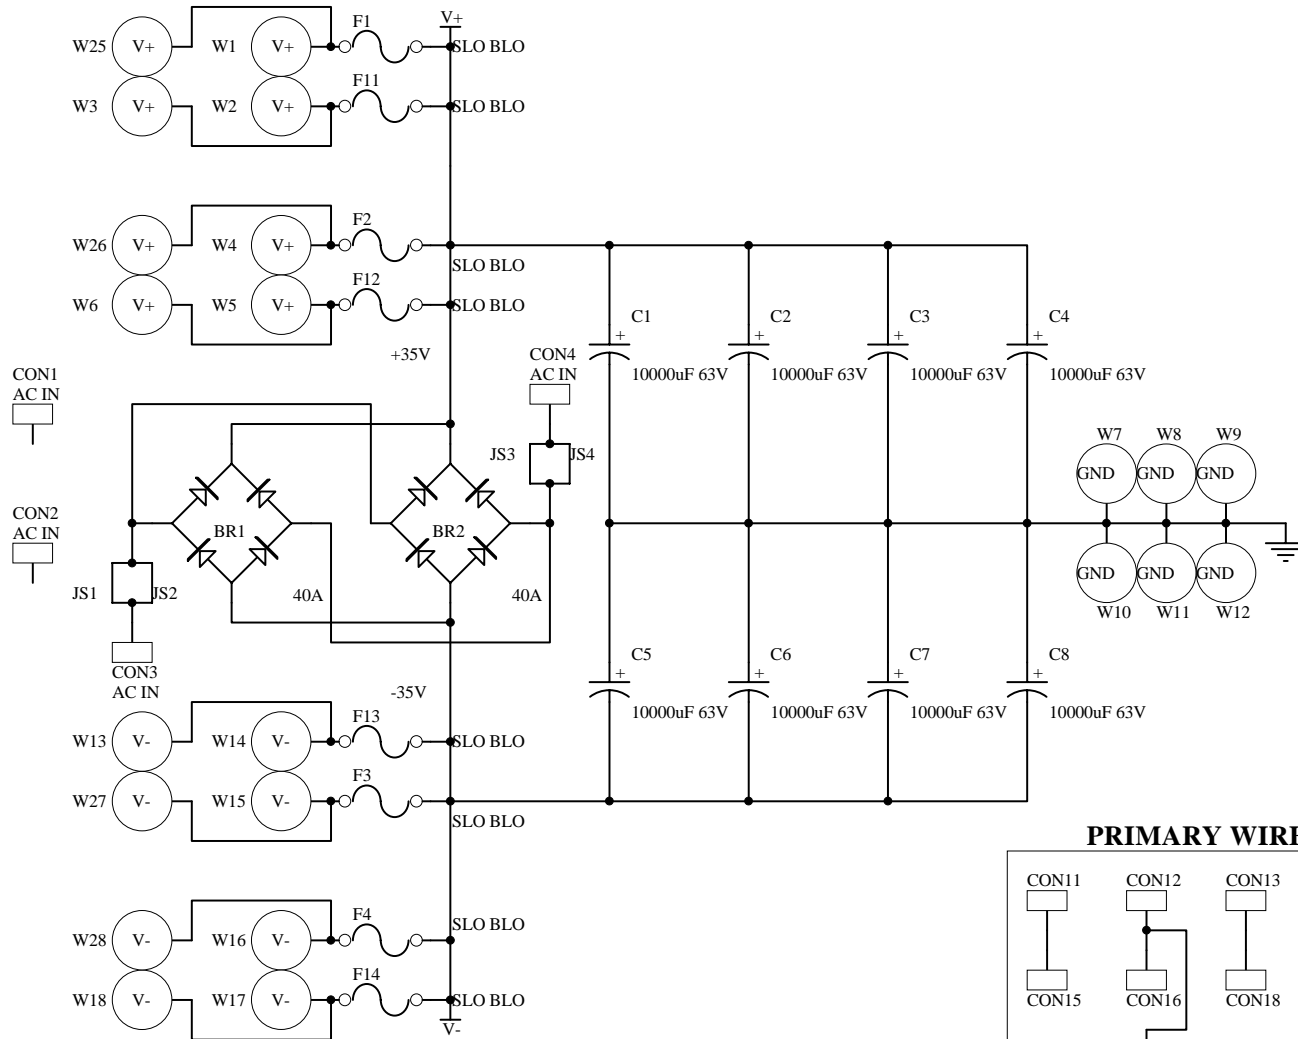 F1 V+
W25 V+ W1 V+ SLO BLO
F11
W3 V+ W2 V+ SLO BLO
F2
W26 V+ W4 V+
SLO BLO
F12
W6 V+ W5 V+ SLO BLO
C1 C2 C3 C4
+ + + +
+35V CON4
AC IN
10000uF 63V 10000uF 63V 10000uF 63V 10000uF 63V
CON1
AC IN
W7 W8 W9
JS3 JS4
GND GND GND
CON2
AC IN
BR1 BR2
GND GND GND
JS1 JS2 40A 40A
W10 W11 W12
C5 C6 C7 C8
+ + + +
CON3
AC IN
-35V
10000uF 63V 10000uF 63V 10000uF 63V 10000uF 63V
F13
W13 V- W14 V- SLO BLO
F3
W27 V- W15 V-
SLO BLO
PRIMARY WIRE
CON11 CON12 CON13
F4 SLO BLO
W28 V- W16 V-
F14
W18 V- W17 V- SLO BLO
CON15 CON16 CON18
V-